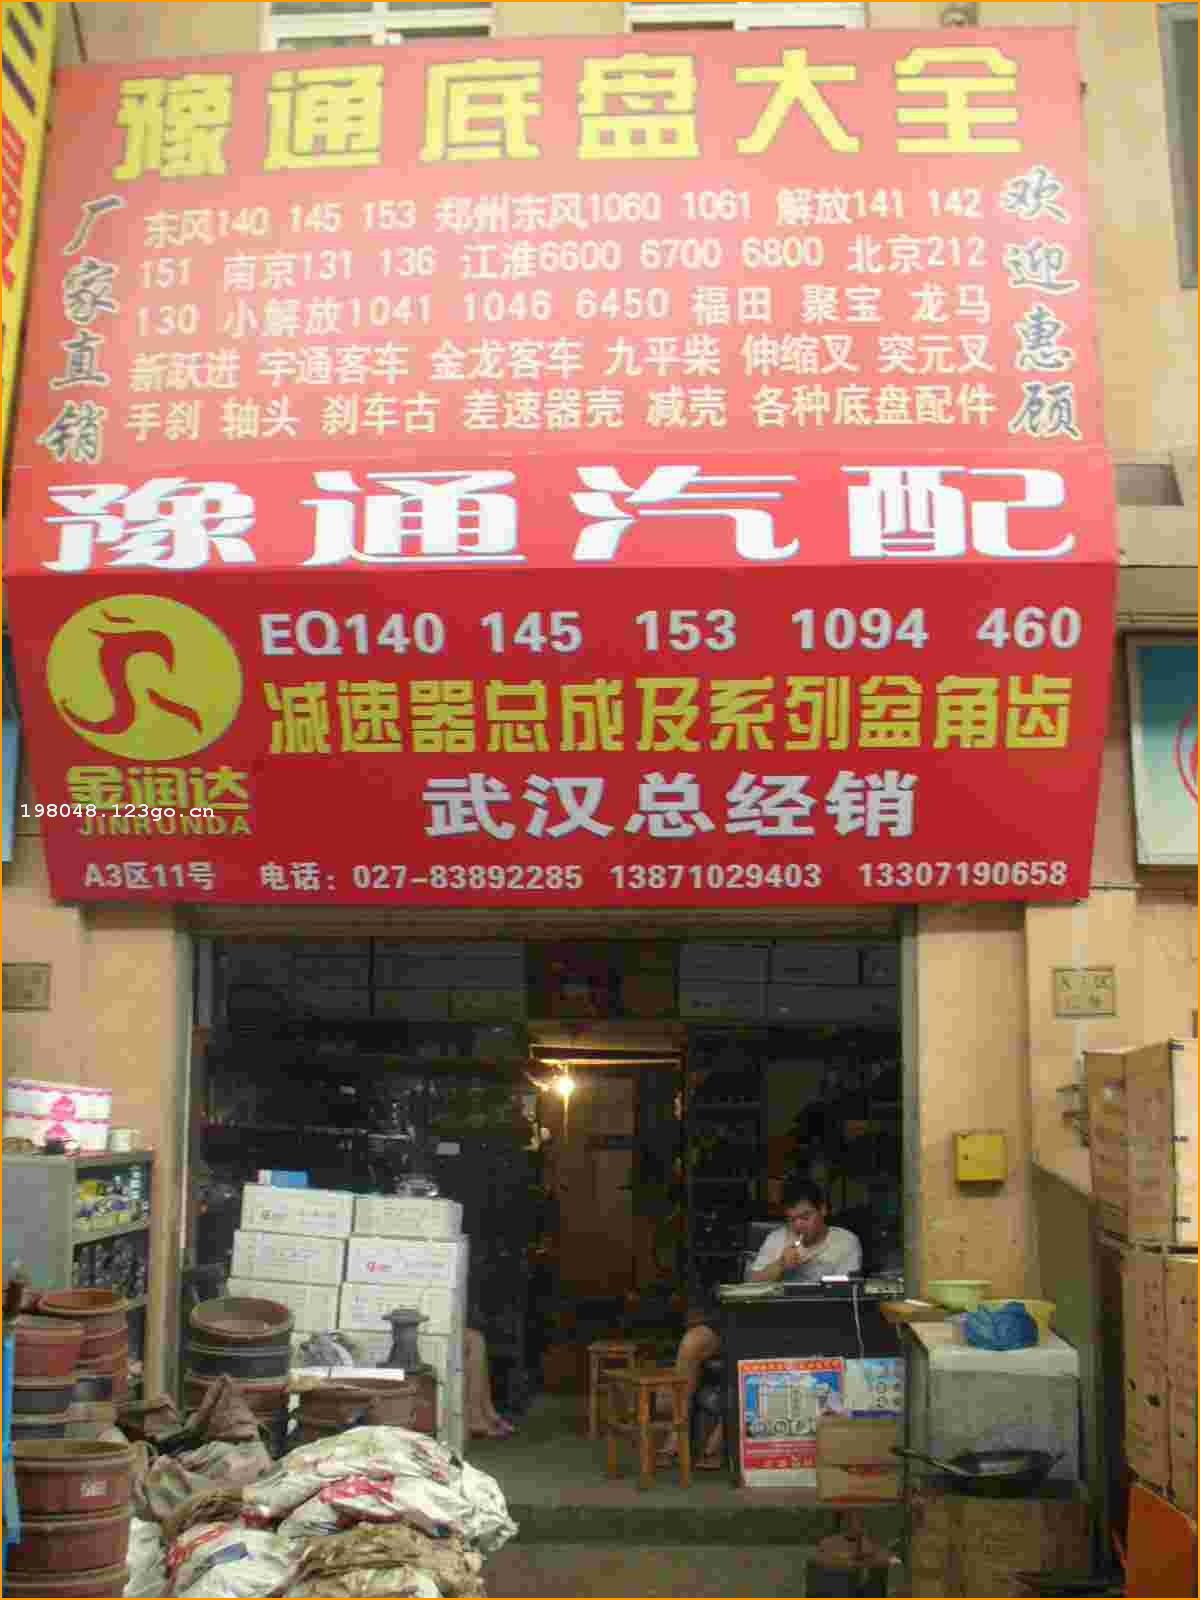 豫通底盘大全
厂家直销
东风140 145 153 郑州东风1060 1061 解放141 142
151 南京131 136 江淮6600 6700 6800 北京212
130 小解放1041 1046 6450 福田 聚宝 龙马
新跃进 宇通客车 金龙客车 九平柴 伸缩叉 突元叉
手刹 轴头 刹车古 差速器壳 减壳 各种底盘配件
欢迎惠顾
豫通汽配
EQ140 145 153 1094 460
减速器总成及系列盆角齿
金润达
JINRUNDA
武汉总经销
198048.123go.cn
A3区11号 电话：027-83892285 13871029403 13307190658